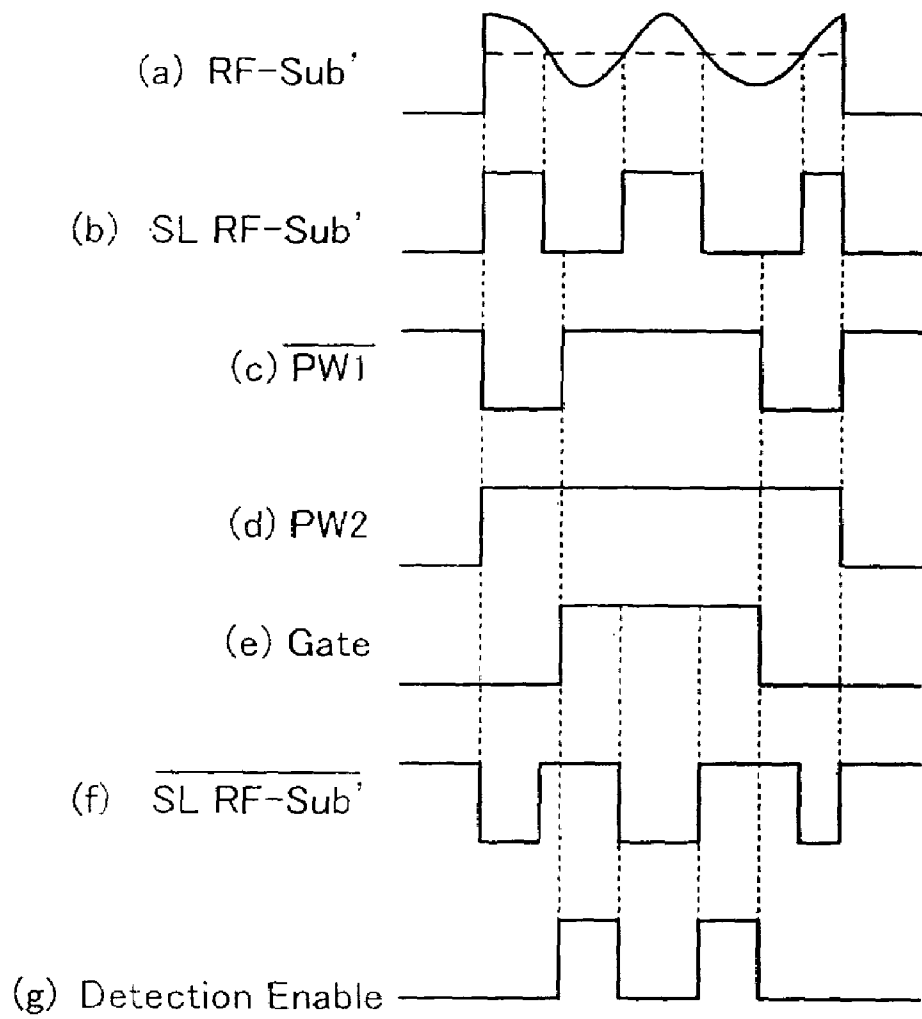 (a) RF-Sub'
(b) SL RF-Sub'
(c) PW1
(d) PW2
(e) Gate
(f) SL RF-Sub'
(g) Detection Enable